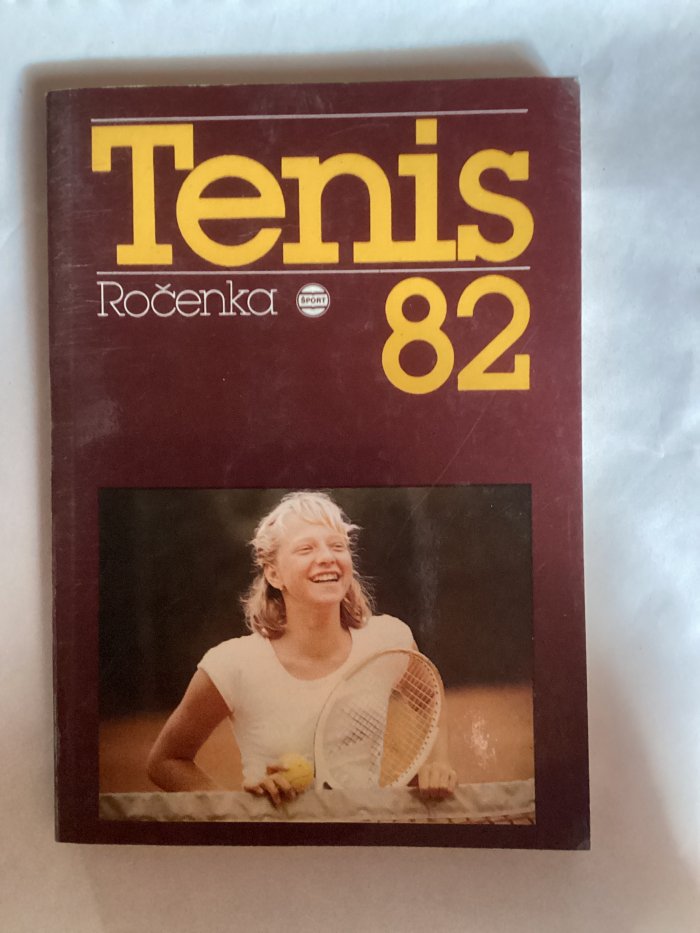 Tenis
Ročenka ŠPORT
82